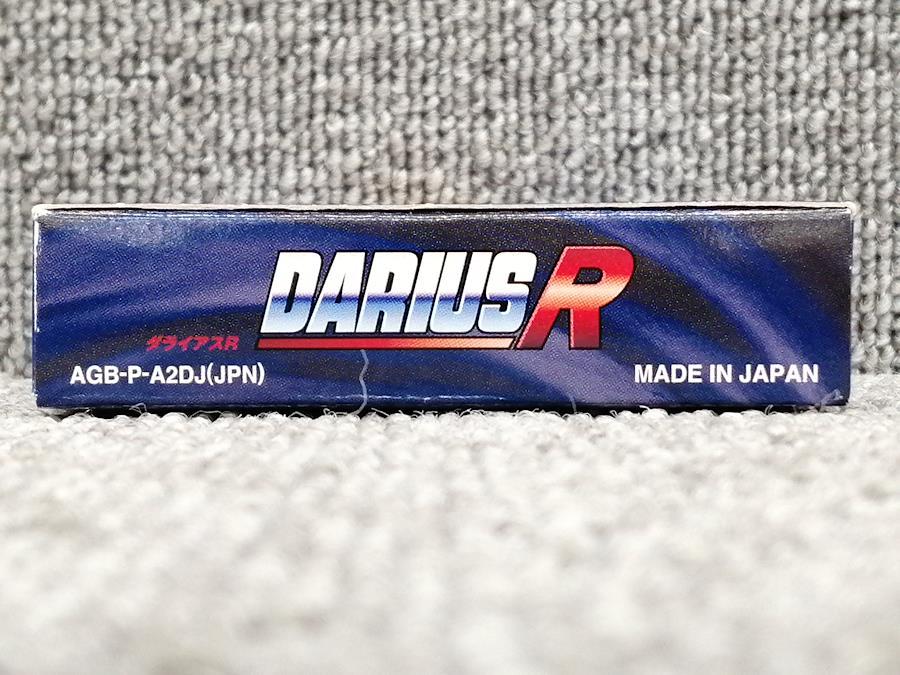 DARIUS R
ダライアスR
AGB-P-A2DJ(JPN)
MADE IN JAPAN